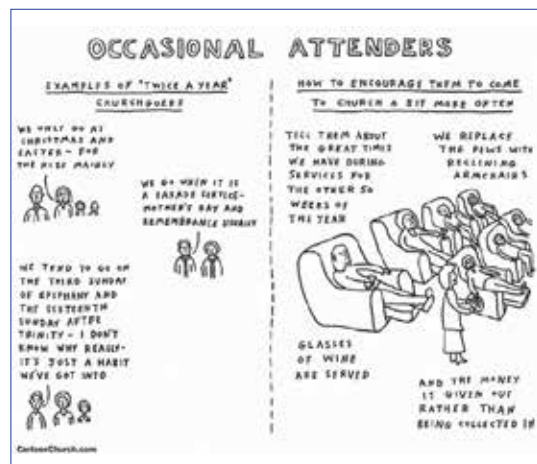 OCCASIONAL ATTENDERS
EXAMPLES OF "TWICE A YEAR"
CHURCHGOERS
WE ONLY GO AT
CHRISTMAS AND
EASTER - FOR
THE KIDS MAINLY
WE GO WHEN IT IS
A PARADE SERVICE -
MOTHER'S DAY AND
REMEMBRANCE SUNDAY
WE TEND TO GO ON
THE THIRD SUNDAY
OF EPIPHANY AND
THE SIXTEENTH
SUNDAY AFTER
TRINITY - I DON'T
KNOW WHY REALLY -
IT'S JUST A HABIT
WE'VE GOT INTO
HOW TO ENCOURAGE THEM TO COME
TO CHURCH A BIT MORE OFTEN
TELL THEM ABOUT
THE GREAT TIMES
WE HAVE DURING
SERVICES FOR
THE OTHER 50
WEEKS OF
THE YEAR
WE REPLACE
THE PEWS WITH
RECLINING
ARMCHAIRS
GLASSES
OF WINE
ARE SERVED
AND THE MONEY
IS GIVEN OUT
RATHER THAN
BEING COLLECTED IN
CartoonChurch.com